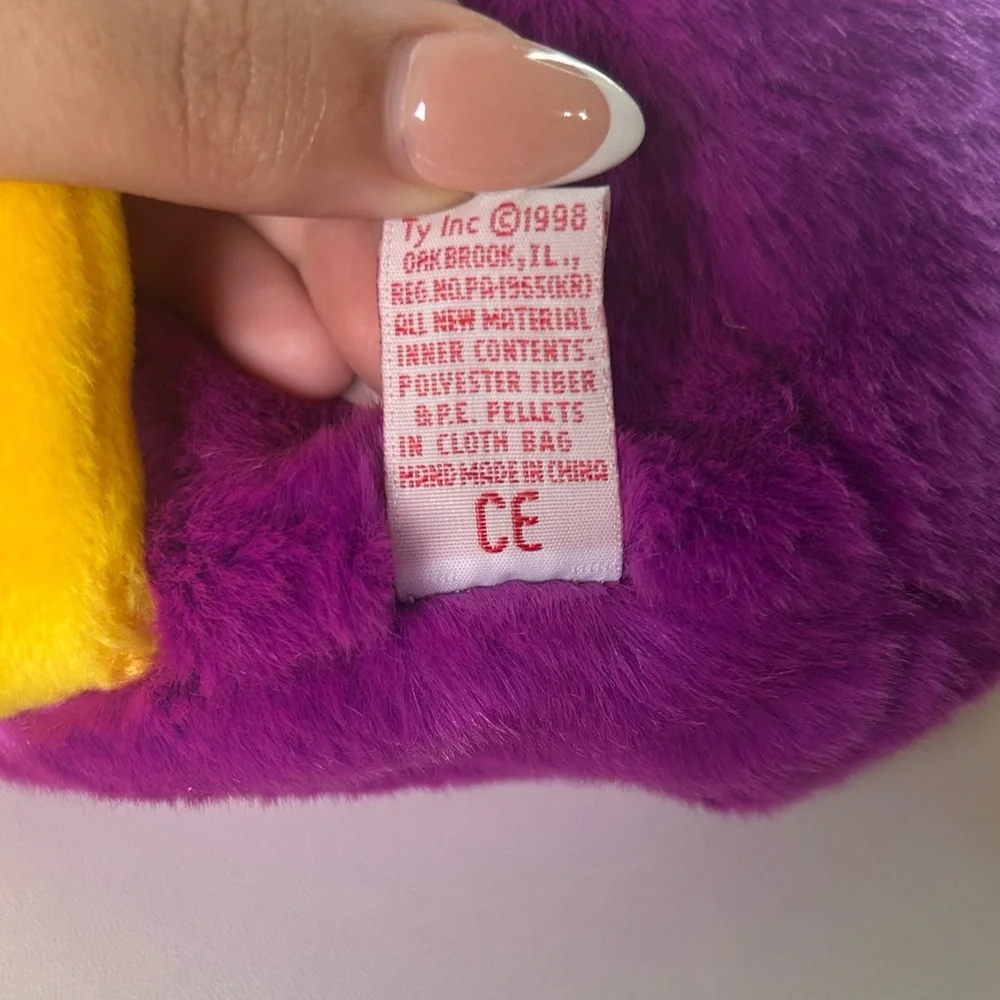 Ty Inc ©1998
OAKBROOK, IL.,
REG.NO.PA-1965(KR)
ALL NEW MATERIAL
INNER CONTENTS:
POLYESTER FIBER
&P.E. PELLETS
IN CLOTH BAG
HAND MADE IN CHINA
CE